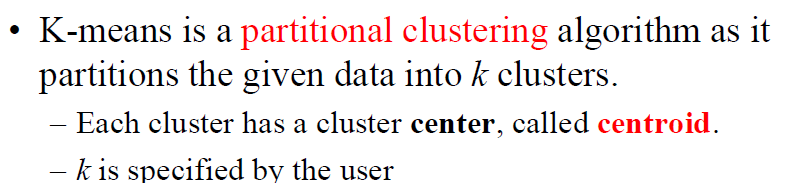 • K-means is a partitional clustering algorithm as it
partitions the given data into k clusters.
– Each cluster has a cluster center, called centroid.
– k is specified by the user